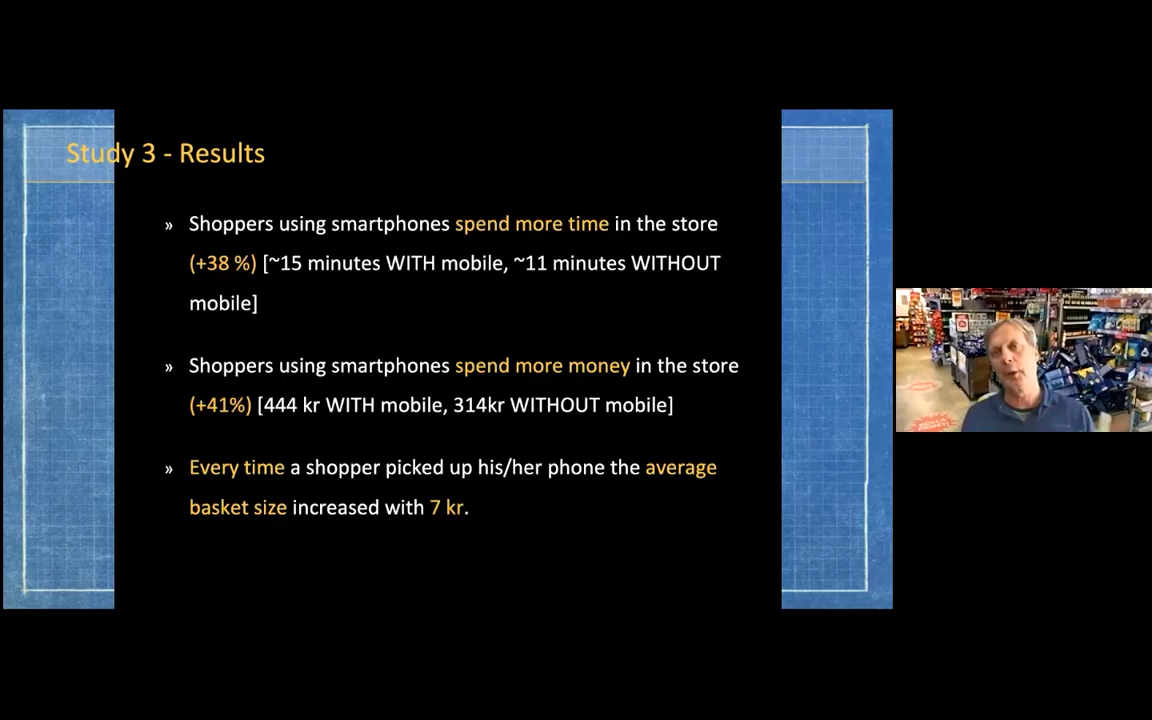 Study 3 - Results
» Shoppers using smartphones spend more time in the store
(+38 %) [~15 minutes WITH mobile, ~11 minutes WITHOUT
mobile]
» Shoppers using smartphones spend more money in the store
(+41%) [444 kr WITH mobile, 314kr WITHOUT mobile]
» Every time a shopper picked up his/her phone the average
basket size increased with 7 kr.